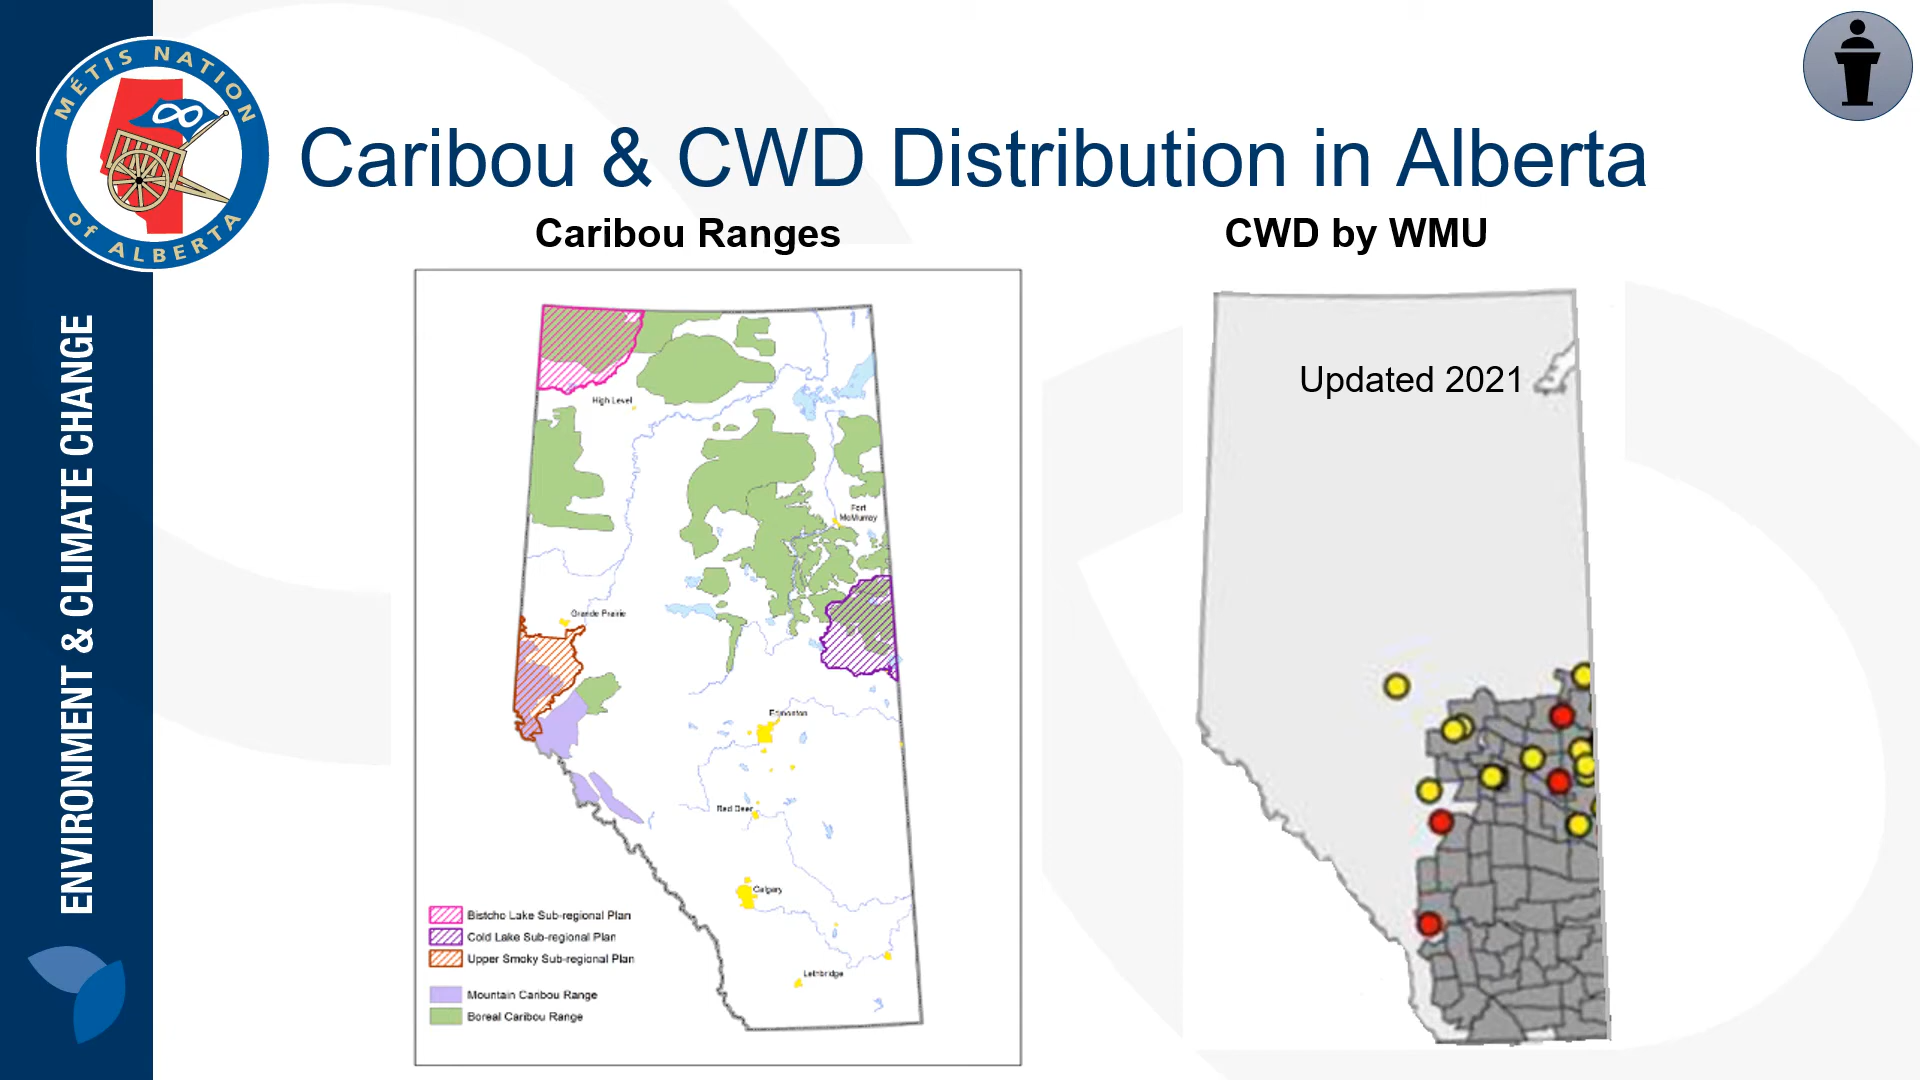 MÉTIS NATION
of ALBERTA
ENVIRONMENT & CLIMATE CHANGE
Caribou & CWD Distribution in Alberta
Caribou Ranges
High Level
Fort
McMurray
Grande Prairie
Edmonton
Red Deer
Calgary
Lethbridge
Bistcho Lake Sub-regional Plan
Cold Lake Sub-regional Plan
Upper Smoky Sub-regional Plan
Mountain Caribou Range
Boreal Caribou Range
CWD by WMU
Updated 2021